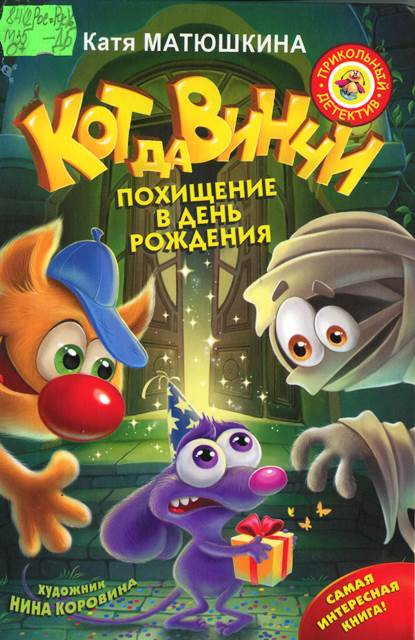 Катя МАТЮШКИНА
ПРИКОЛЬНЫЙ
ДЕТЕКТИВ
КОТ ДА ВИНЧИ
ПОХИЩЕНИЕ
В ДЕНЬ
РОЖДЕНИЯ
ХУДОЖНИК
НИНА КОРОВИНА
САМАЯ
ИНТЕРЕСНАЯ
КНИГА!